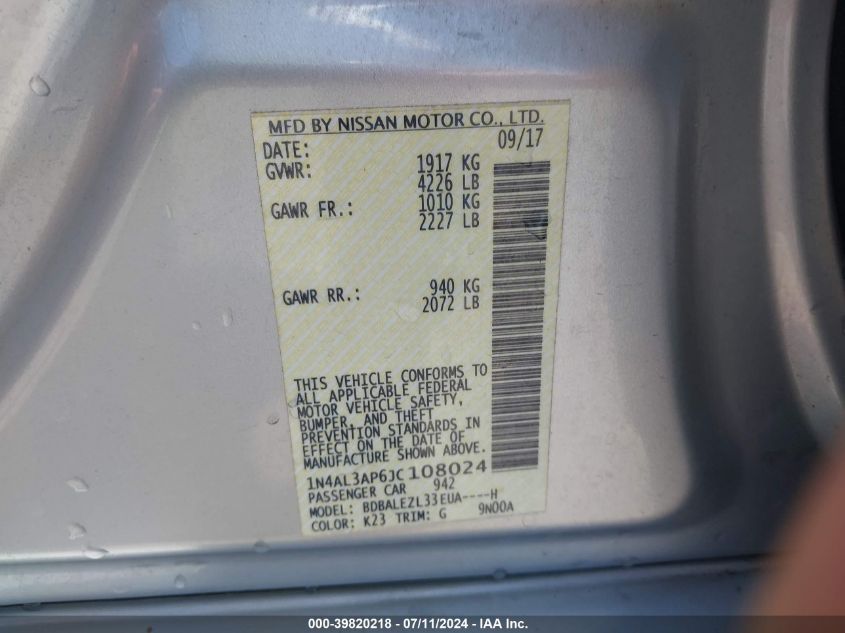 MFD BY NISSAN MOTOR CO., LTD.
DATE: 09/17
GVWR: 1917 KG
4226 LB
GAWR FR.: 1010 KG
2227 LB
GAWR RR.: 940 KG
2072 LB
THIS VEHICLE CONFORMS TO
ALL APPLICABLE FEDERAL
MOTOR VEHICLE SAFETY,
BUMPER, AND THEFT
PREVENTION STANDARDS IN
EFFECT ON THE DATE OF
MANUFACTURE SHOWN ABOVE.
1N4AL3AP6JC108024
PASSENGER CAR 942
MODEL: BDBALEZL33EUA----H
COLOR: K23 TRIM: G 9N00A
000-39820218 - 07/11/2024 - IAA Inc.